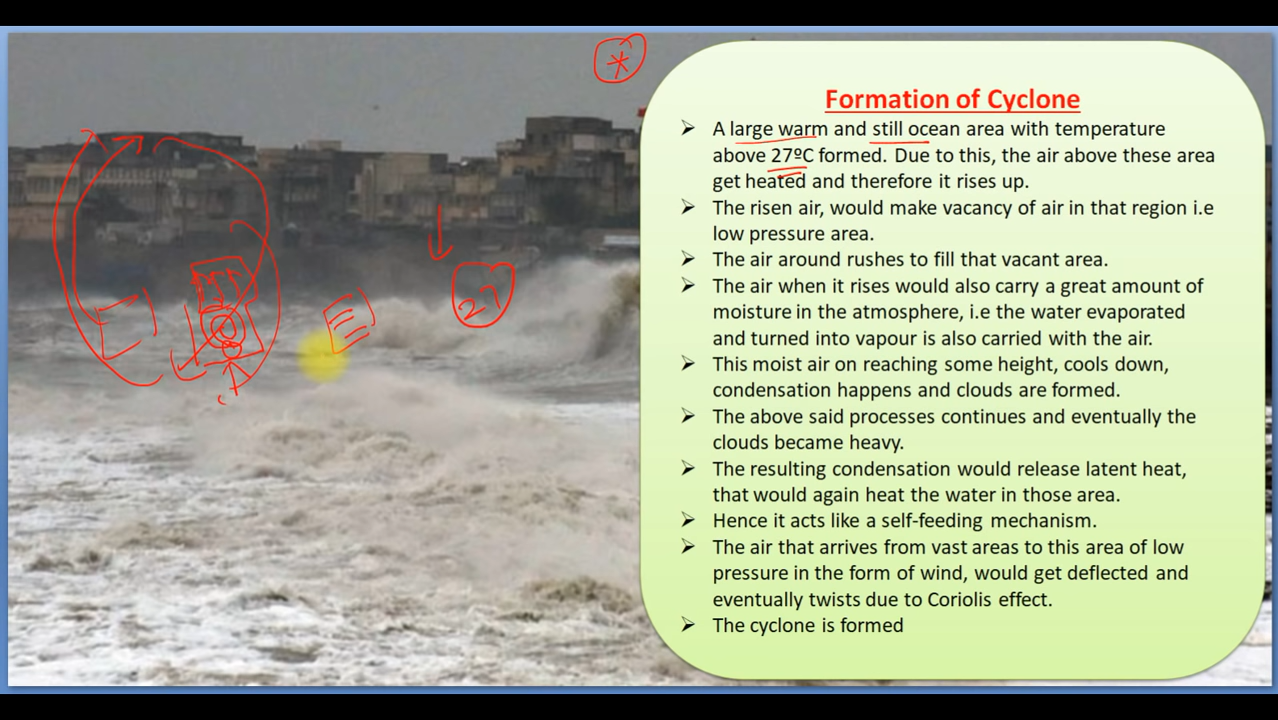 *
27
Formation of Cyclone
➢ A large warm and still ocean area with temperature
above 27ºC formed. Due to this, the air above these area
get heated and therefore it rises up.
➢ The risen air, would make vacancy of air in that region i.e
low pressure area.
➢ The air around rushes to fill that vacant area.
➢ The air when it rises would also carry a great amount of
moisture in the atmosphere, i.e the water evaporated
and turned into vapour is also carried with the air.
➢ This moist air on reaching some height, cools down,
condensation happens and clouds are formed.
➢ The above said processes continues and eventually the
clouds became heavy.
➢ The resulting condensation would release latent heat,
that would again heat the water in those area.
➢ Hence it acts like a self-feeding mechanism.
➢ The air that arrives from vast areas to this area of low
pressure in the form of wind, would get deflected and
eventually twists due to Coriolis effect.
➢ The cyclone is formed